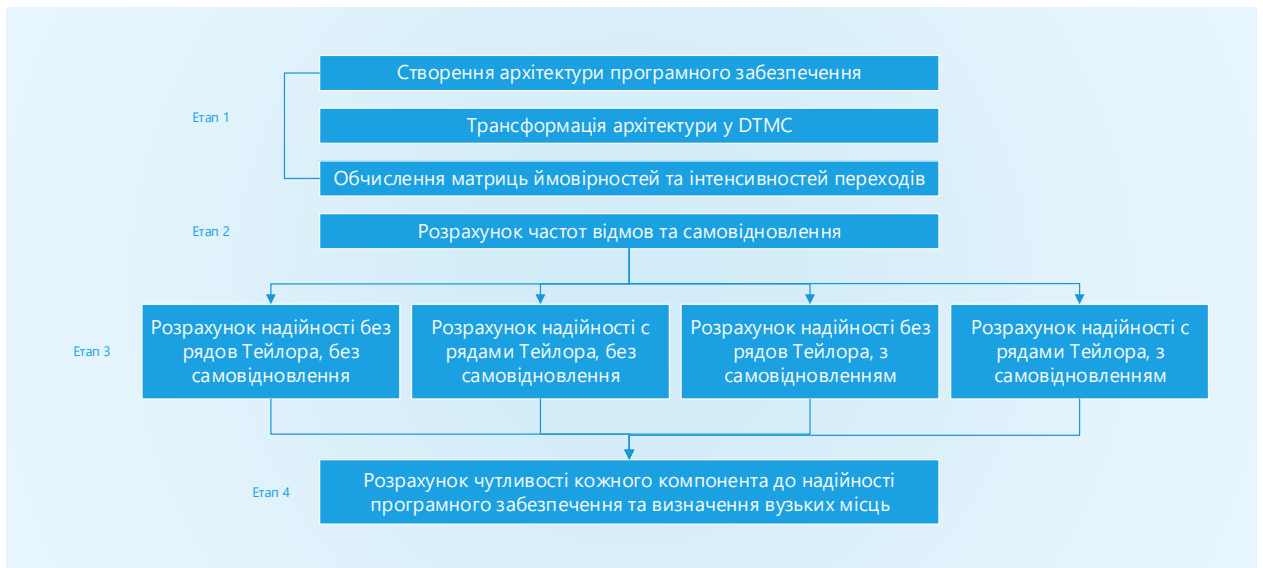 Створення архітектури програмного забезпечення
Етап 1
Трансформація архітектури у DTMC
Обчислення матриць ймовірностей та інтенсивностей переходів
Етап 2
Розрахунок частот відмов та самовідновлення
Етап 3
Розрахунок надійності без
рядов Тейлора, без
самовідновлення
Розрахунок надійності с
рядами Тейлора, без
самовідновлення
Розрахунок надійності без
рядов Тейлора, з
самовідновленням
Розрахунок надійності с
рядами Тейлора, з
самовідновленням
Етап 4
Розрахунок чутливості кожного компонента до надійності
програмного забезпечення та визначення вузьких місць